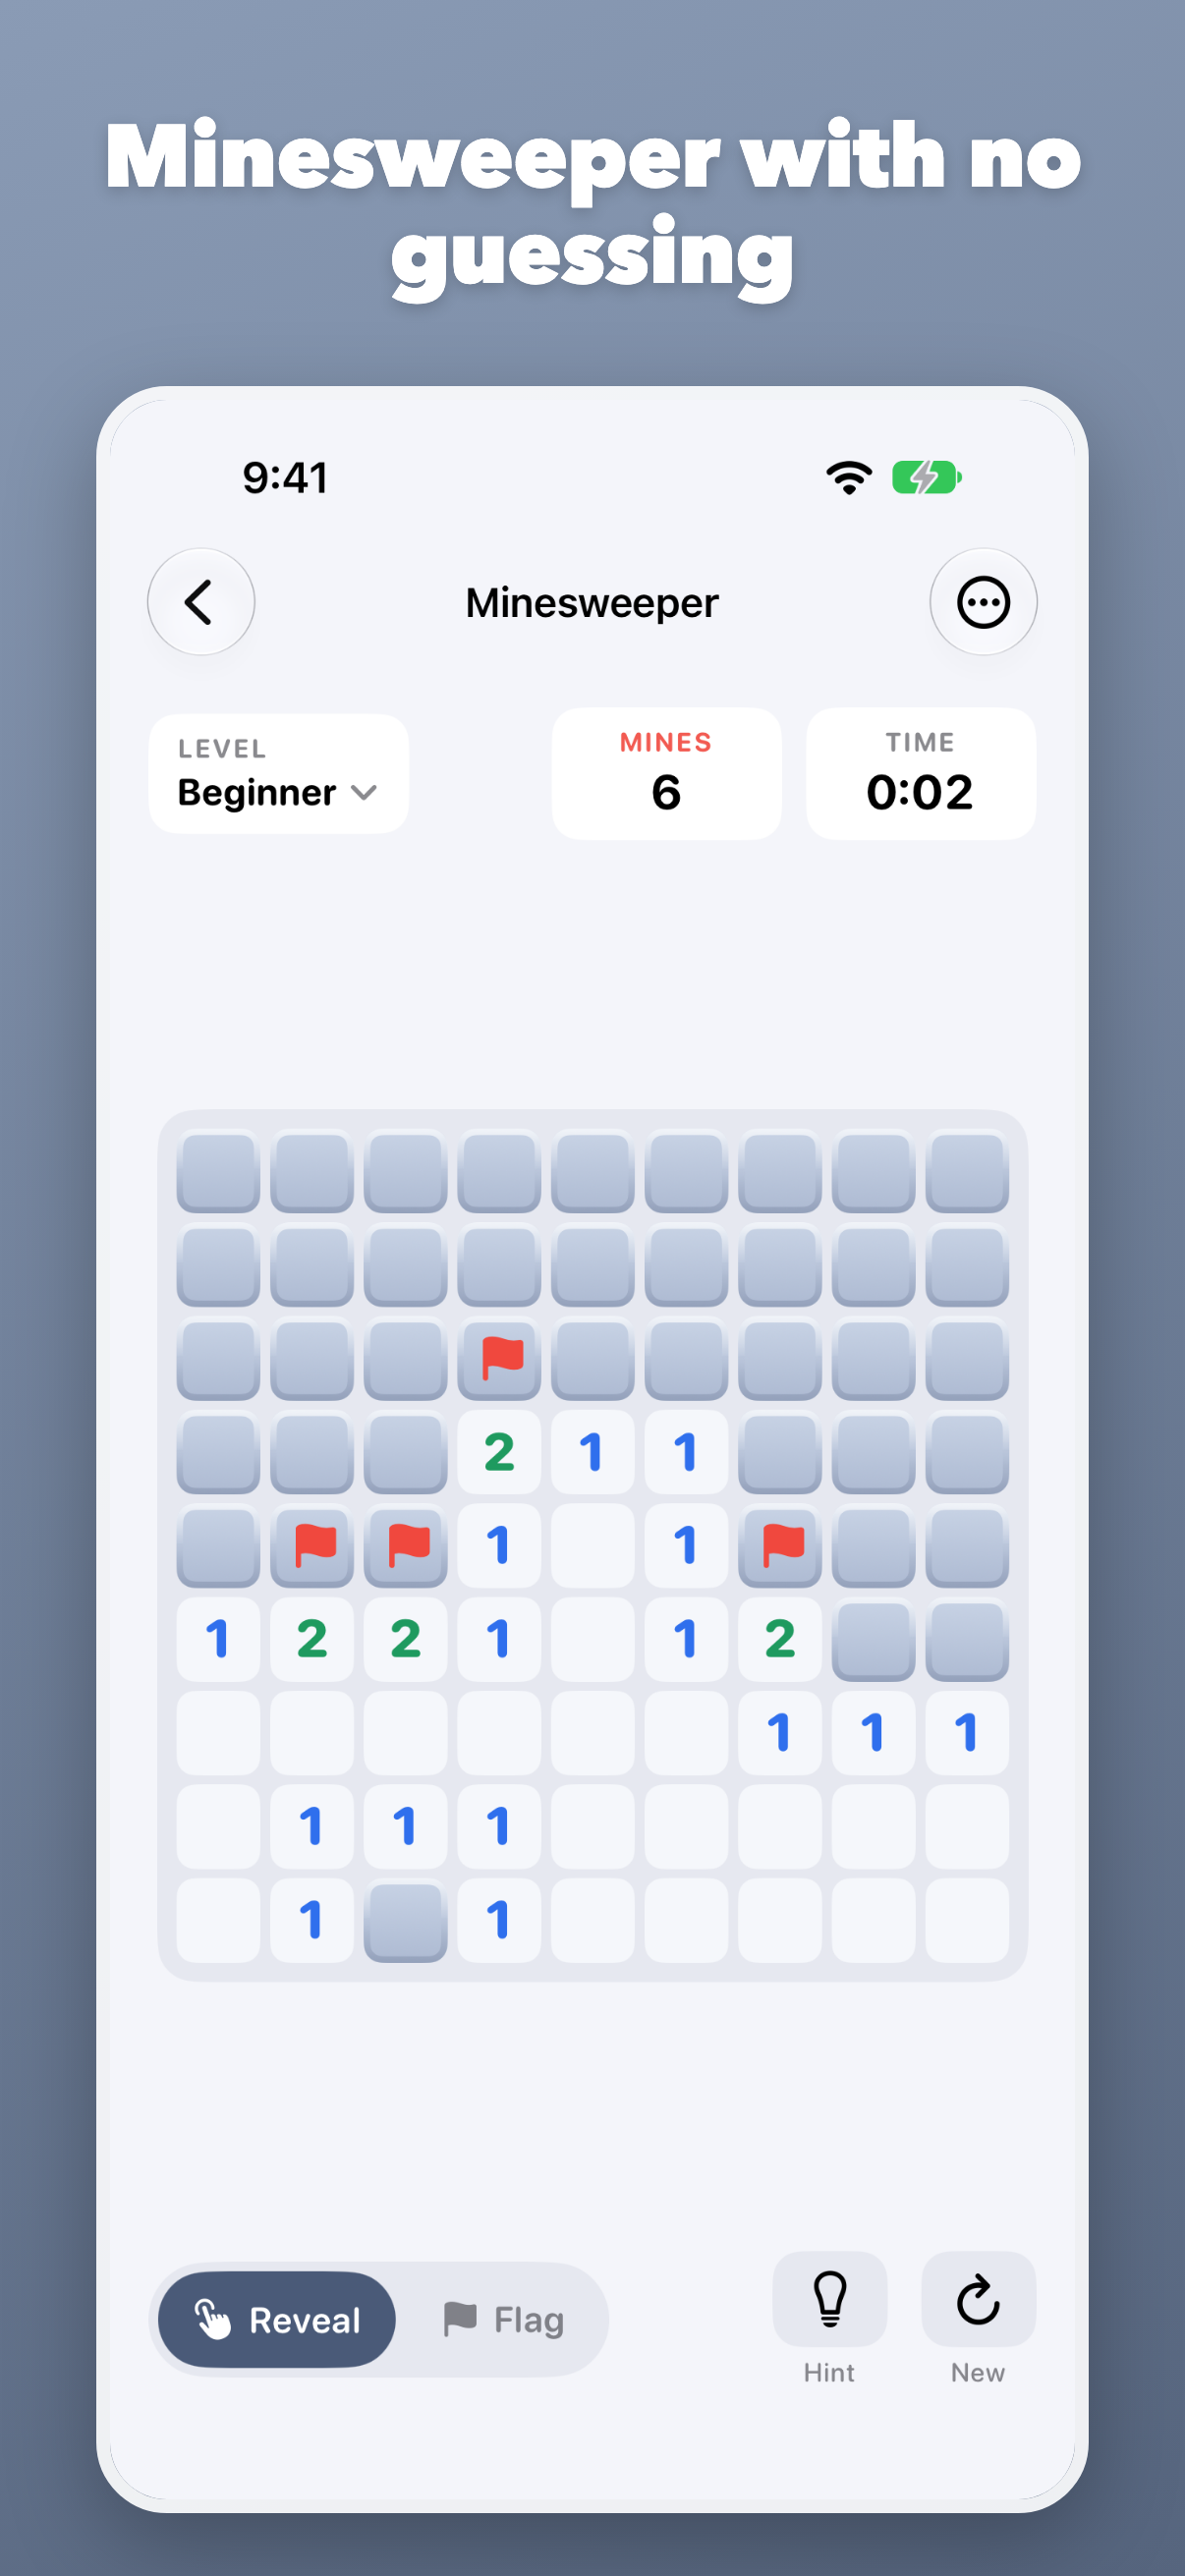 Minesweeper with no
guessing
9:41
Minesweeper
LEVEL
Beginner
MINES
6
TIME
0:02
2 1 1
1 1
1 2 2 1 1 2
1 1 1
1 1 1
1 1
Reveal
Flag
Hint
New